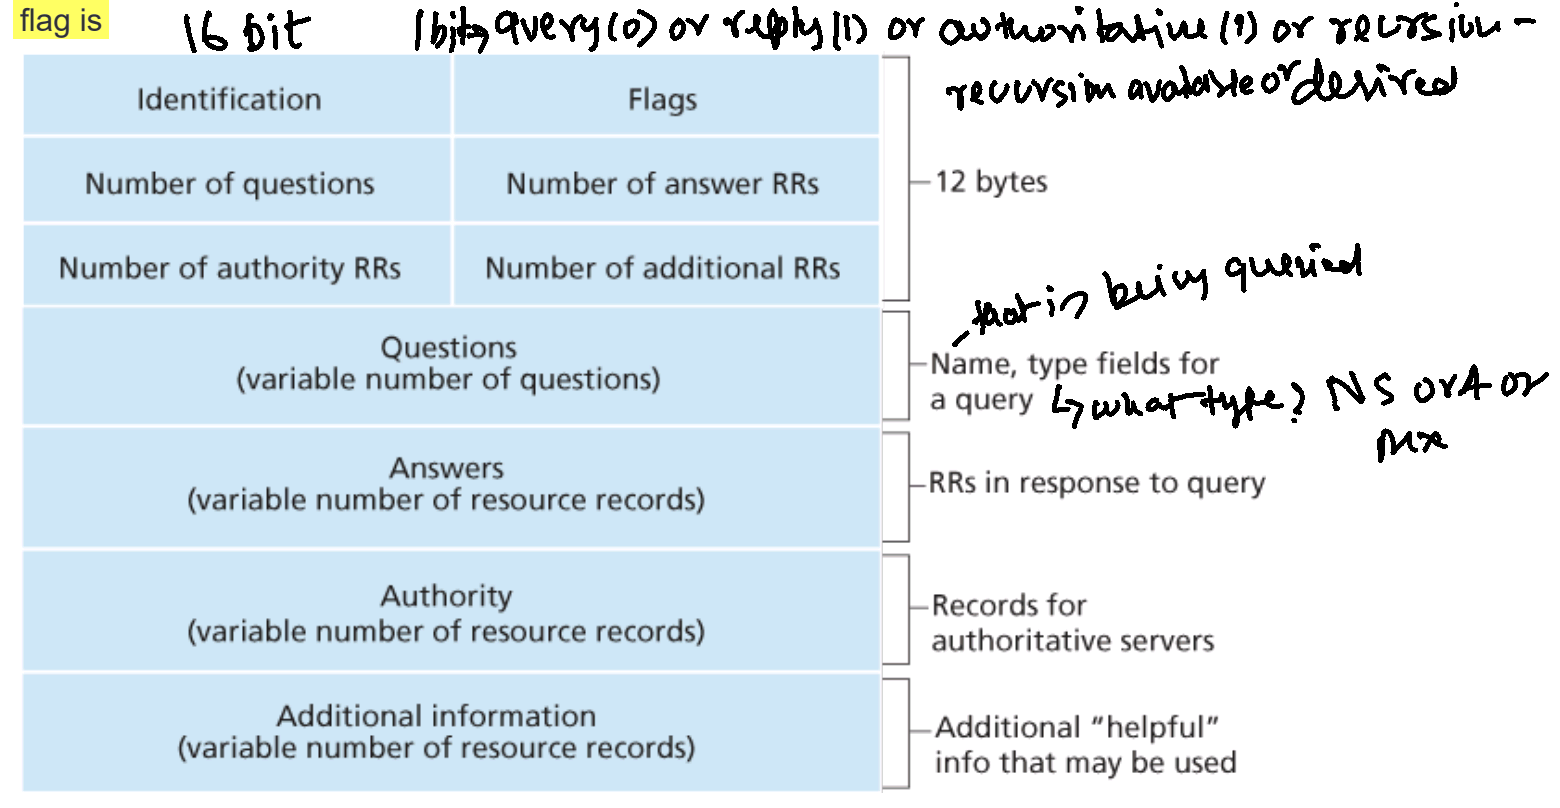 flag is
16 bit
1bit→query(0) or reply(1) or authoritative (1) or recursion-
recursion available or desired
Identification
Flags
Number of questions
Number of answer RRs
12 bytes
Number of authority RRs
Number of additional RRs
that is being queried
Questions
(variable number of questions)
Name, type fields for
a query
↳what type? NS or A or
MX
Answers
(variable number of resource records)
RRs in response to query
Authority
(variable number of resource records)
Records for
authoritative servers
Additional information
(variable number of resource records)
Additional “helpful”
info that may be used